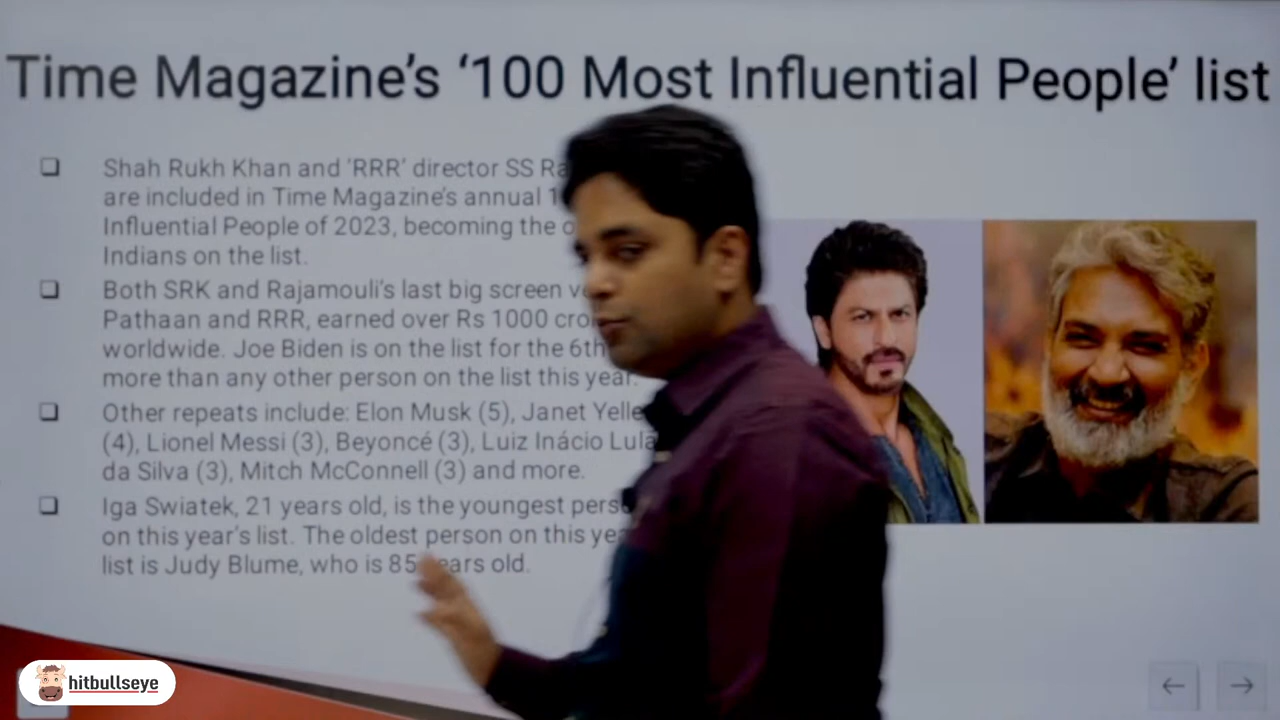 Time Magazine’s ‘100 Most Influential People’ list
❑ Shah Rukh Khan and ‘RRR’ director SS
are included in Time Magazine’s annual
Influential People of 2023, becoming the
Indians on the list.
❑ Both SRK and Rajamouli’s last big screen
Pathaan and RRR, earned over Rs 1000
worldwide. Joe Biden is on the list for the 6th
more than any other person on the list this year.
❑ Other repeats include: Elon Musk (5), Janet
(4), Lionel Messi (3), Beyoncé (3), Luiz Inácio Lula
da Silva (3), Mitch McConnell (3) and more.
❑ Iga Swiatek, 21 years old, is the youngest
on this year’s list. The oldest person on this
list is Judy Blume, who is 85 years old.
hitbullseye